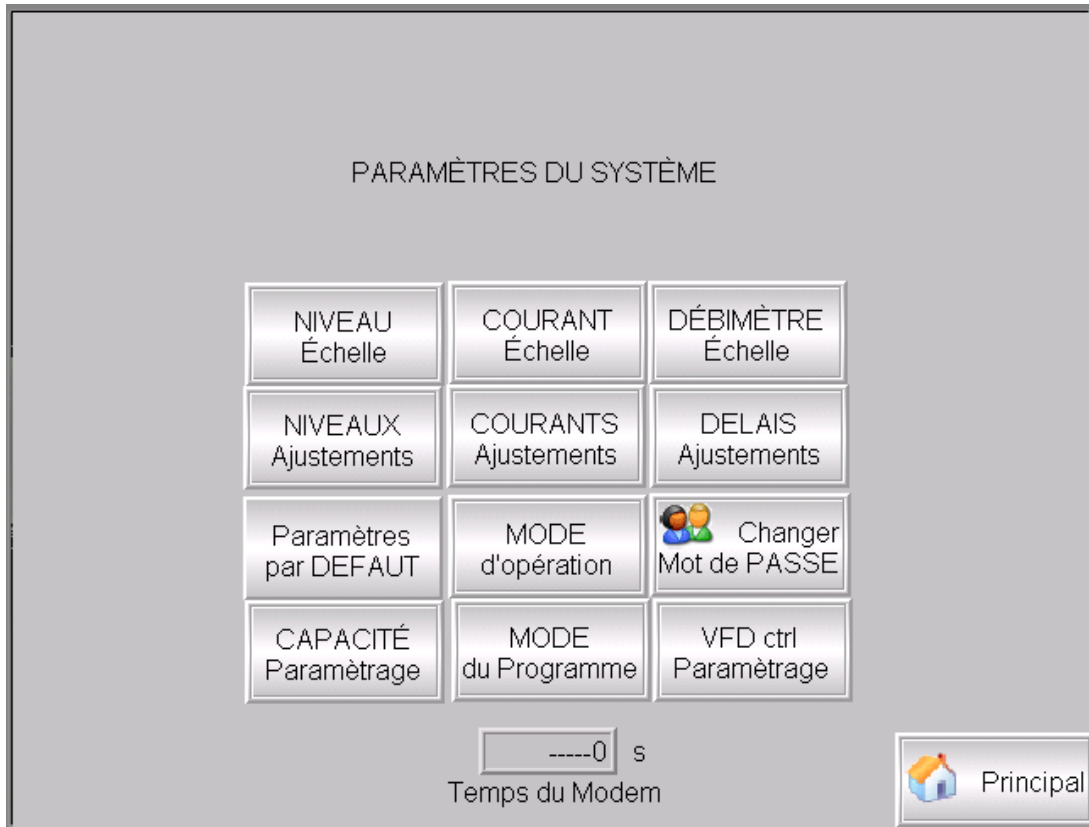 PARAMÈTRES DU SYSTÈME
NIVEAU
Échelle
COURANT
Échelle
DÉBIMÈTRE
Échelle
NIVEAUX
Ajustements
COURANTS
Ajustements
DELAIS
Ajustements
Paramètres
par DEFAUT
MODE
d'opération
Changer
Mot de PASSE
CAPACITÉ
Paramètrage
MODE
du Programme
VFD ctrl
Paramètrage
-----0 s
Temps du Modem
Principal